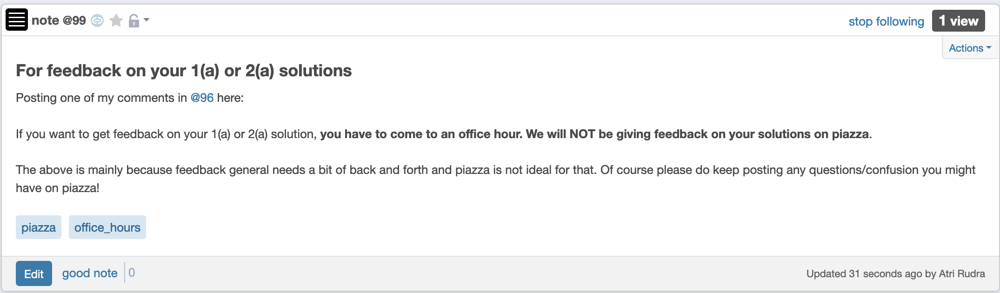 note @99
stop following
1 view
Actions
For feedback on your 1(a) or 2(a) solutions
Posting one of my comments in @96 here:
If you want to get feedback on your 1(a) or 2(a) solution, you have to come to an office hour. We will NOT be giving feedback on your solutions on piazza.
The above is mainly because feedback general needs a bit of back and forth and piazza is not ideal for that. Of course please do keep posting any questions/confusion you might
have on piazza!
piazza
office_hours
Edit
good note
0
Updated 31 seconds ago by Atri Rudra